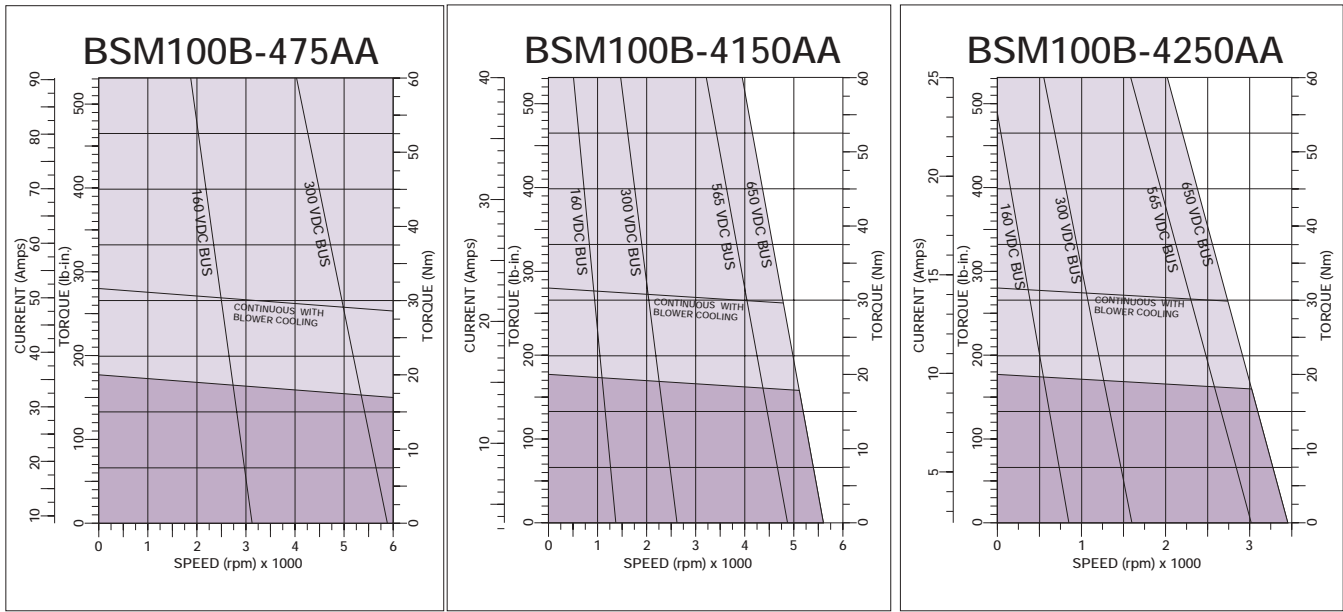 BSM100B-475AA
CURRENT (Amps)
90
80
70
60
50
40
30
20
10
TORQUE (lb-in.)
500
400
300
200
100
0
160 VDC BUS
300 VDC BUS
CONTINUOUS WITH
BLOWER COOLING
60
50
40
30
20
10
0
TORQUE (Nm)
0 1 2 3 4 5 6
SPEED (rpm) x 1000
BSM100B-4150AA
CURRENT (Amps)
40
30
20
10
TORQUE (lb-in.)
500
400
300
200
100
0
160 VDC BUS
300 VDC BUS
565 VDC BUS
650 VDC BUS
CONTINUOUS WITH
BLOWER COOLING
60
50
40
30
20
10
0
TORQUE (Nm)
0 1 2 3 4 5 6
SPEED (rpm) x 1000
BSM100B-4250AA
CURRENT (Amps)
25
20
15
10
5
TORQUE (lb-in.)
500
400
300
200
100
0
160 VDC BUS
300 VDC BUS
565 VDC BUS
650 VDC BUS
CONTINUOUS WITH
BLOWER COOLING
60
50
40
30
20
10
0
TORQUE (Nm)
0 1 2 3
SPEED (rpm) x 1000